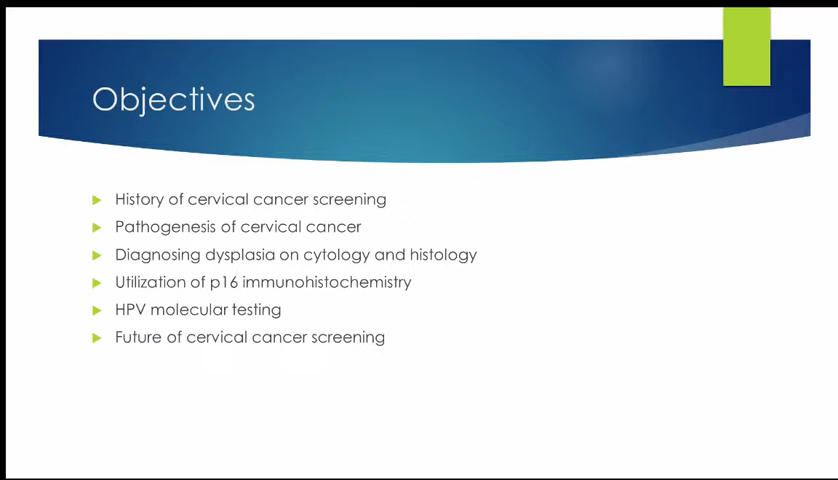 Objectives
History of cervical cancer screening
Pathogenesis of cervical cancer
Diagnosing dysplasia on cytology and histology
Utilization of p16 immunohistochemistry
HPV molecular testing
Future of cervical cancer screening